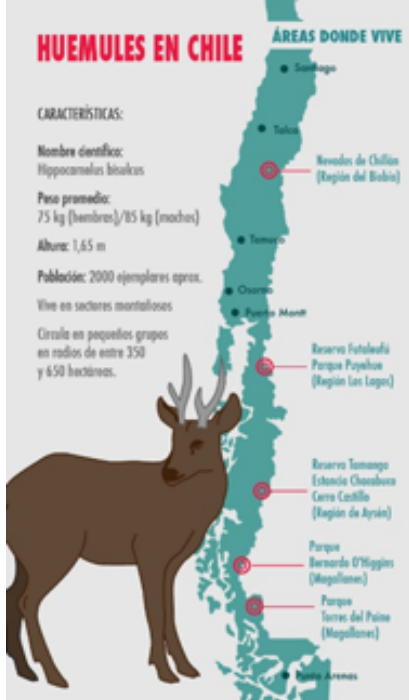 HUEMULES EN CHILE
CARACTERÍSTICAS:
Nombre científico:
Hippocamelus bisulcus
Peso promedio:
75 kg (hembras)/85 kg (machos)
Altura: 1,65 m
Población: 2000 ejemplares aprox.
Vive en sectores montañosos
Circula en pequeños grupos
en radios de entre 350
y 650 hectáreas.
ÁREAS DONDE VIVE
Santiago
Talca
Nevados de Chillán
(Región del Biobío)
Temuco
Osorno
Puerto Montt
Reserva Futaleufú
Parque Puyehue
(Región Los Lagos)
Reserva Tamango
Estancia Chacabuco
Cerro Castillo
(Región de Aysén)
Parque
Bernardo O'Higgins
(Magallanes)
Parque
Torres del Paine
(Magallanes)
Punta Arenas